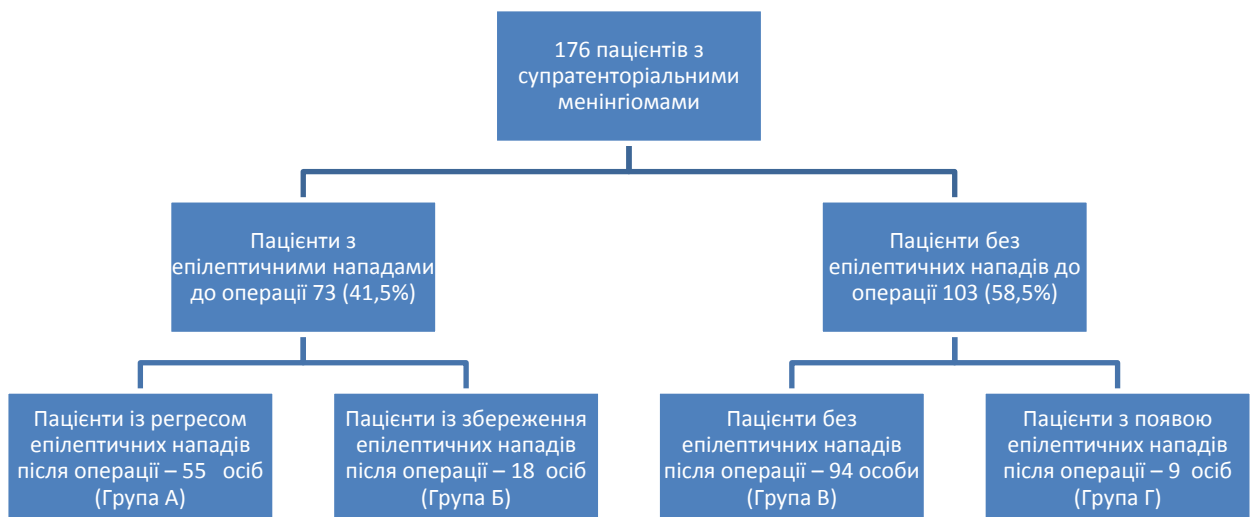 176 пацієнтів з
супратенторіальними
менінгіомами
Пацієнти з
епілептичними нападами
до операції 73 (41,5%)
Пацієнти без
епілептичних нападів до
операції 103 (58,5%)
Пацієнти із регресом
епілептичних нападів
після операції – 55 осіб
(Група А)
Пацієнти із збереження
епілептичних нападів
після операції – 18 осіб
(Група Б)
Пацієнти без
епілептичних нападів
після операції – 94 особи
(Група В)
Пацієнти з появою
епілептичних нападів
після операції – 9 осіб
(Група Г)